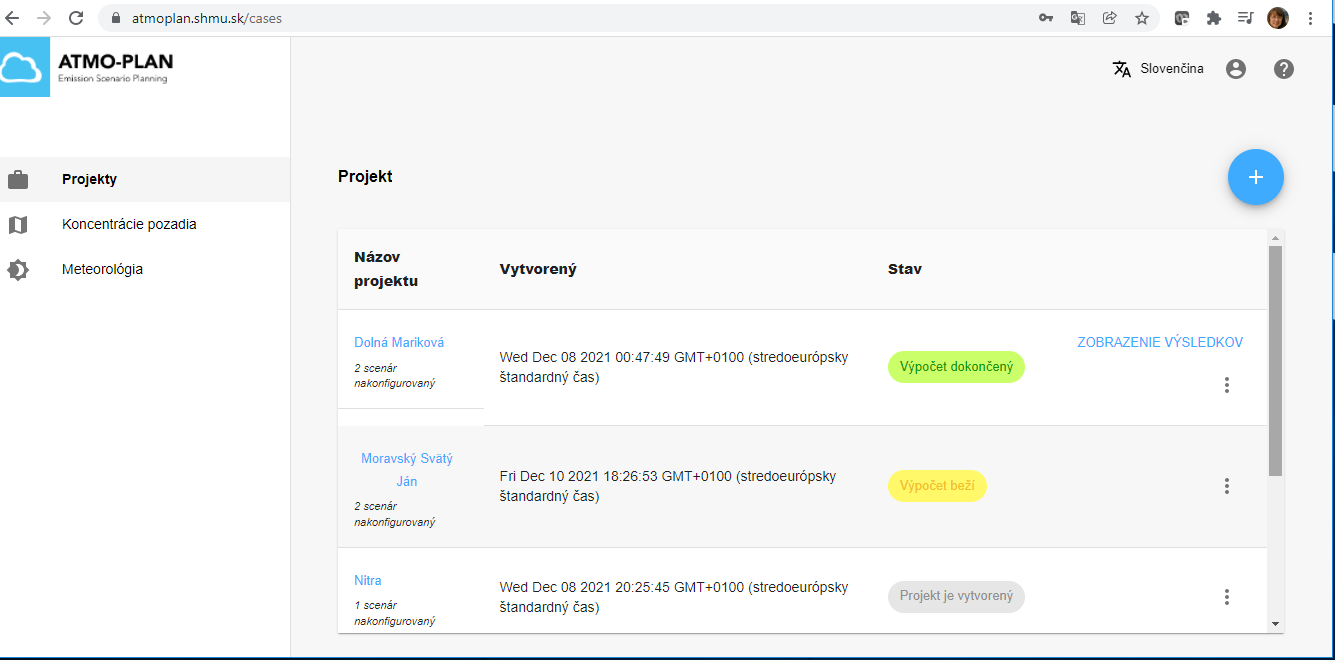 atmoplan.shmu.sk/cases
ATMO-PLAN
Emission Scenario Planning
Slovenčina
Projekty
Koncentrácie pozadia
Meteorológia
Projekt
Názov
projektu
Vytvorený
Stav
Dolná Mariková
2 scenár
nakonfigurovaný
Wed Dec 08 2021 00:47:49 GMT+0100 (stredoeurópsky
štandardný čas)
Výpočet dokončený
ZOBRAZENIE VÝSLEDKOV
Moravský Svätý
Ján
2 scenár
nakonfigurovaný
Fri Dec 10 2021 18:26:53 GMT+0100 (stredoeurópsky
štandardný čas)
Výpočet beží
Nitra
1 scenár
nakonfigurovaný
Wed Dec 08 2021 20:25:45 GMT+0100 (stredoeurópsky
štandardný čas)
Projekt je vytvorený